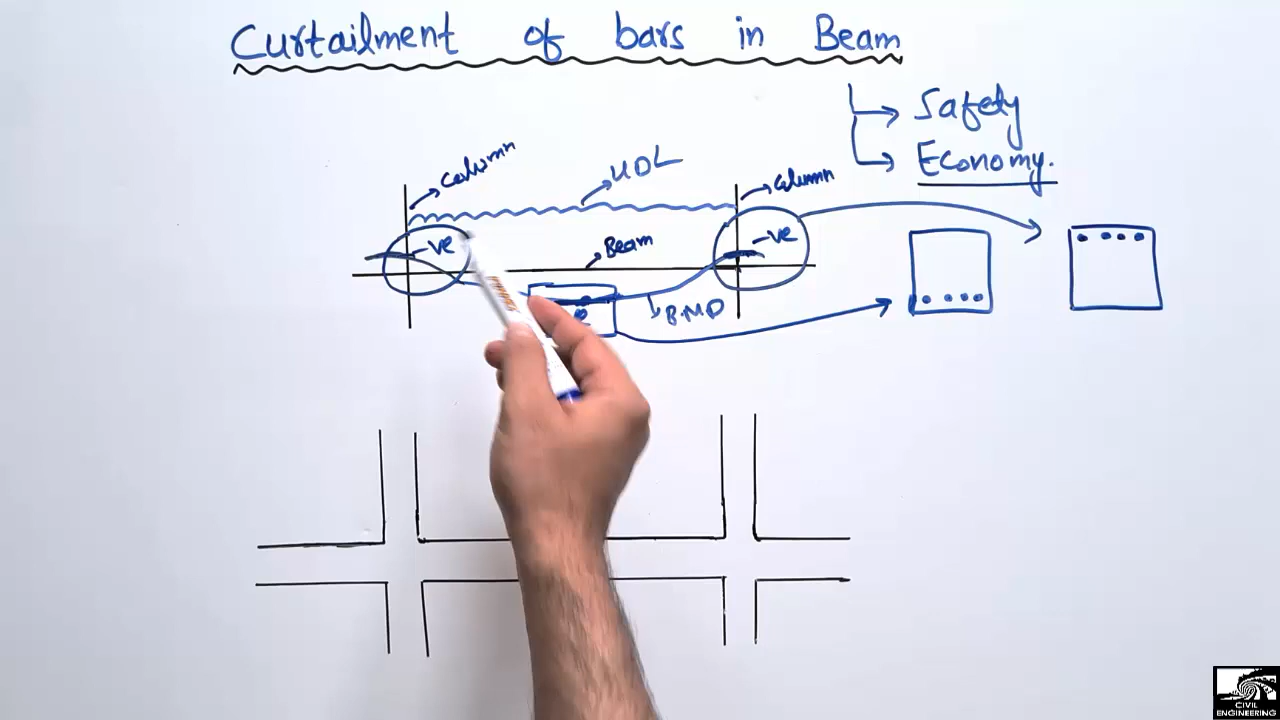 Curtailment of bars in Beam
Safety
Economy.
Column
UDL
Column
-ve
Beam
-ve
BMD
CIVIL
ENGINEERING